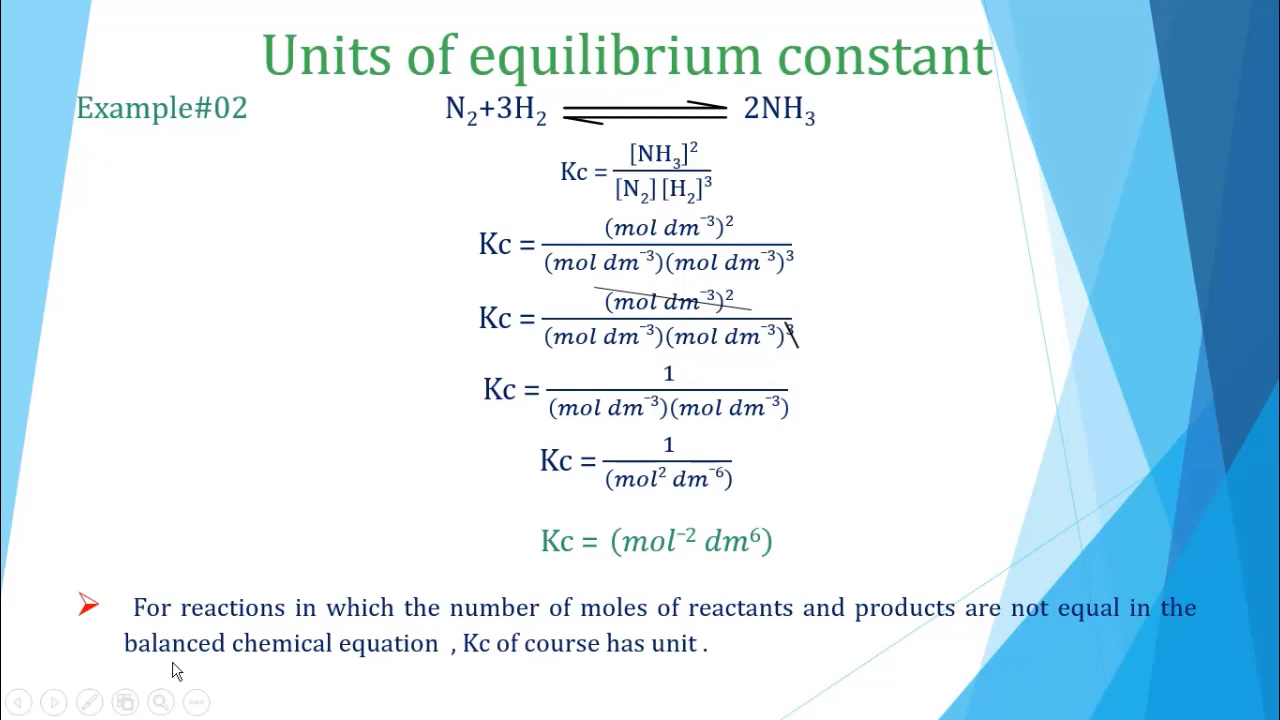 Units of equilibrium constant
Example#02 N₂+3H₂ ⇌ 2NH₃
Kc = [NH₃]² / [N₂] [H₂]³
Kc = (mol dm⁻³)² / (mol dm⁻³)(mol dm⁻³)³
Kc = (mol dm⁻³)² / (mol dm⁻³)(mol dm⁻³)³
Kc = 1 / (mol dm⁻³)(mol dm⁻³)
Kc = 1 / (mol² dm⁻⁶)
Kc = (mol⁻² dm⁶)
For reactions in which the number of moles of reactants and products are not equal in the
balanced chemical equation , Kc of course has unit .